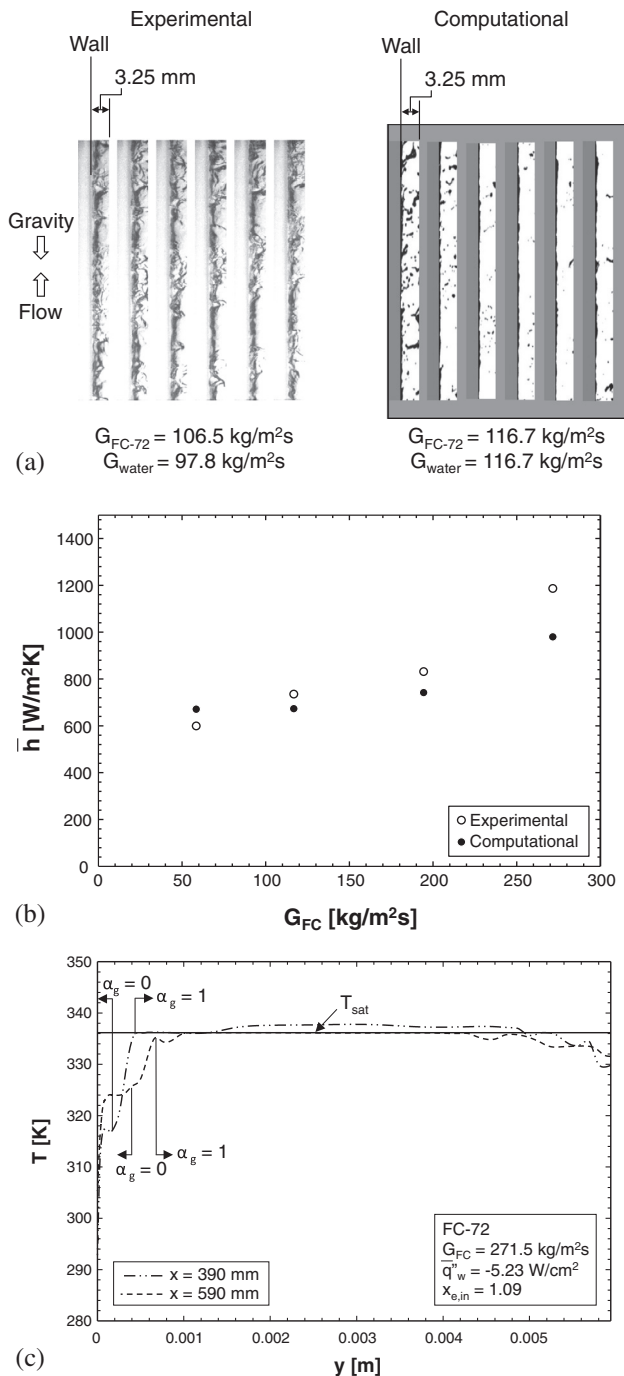 Experimental
Computational
Wall
3.25 mm
Wall
3.25 mm
Gravity
Flow
G_FC-72 = 106.5 kg/m²s
G_water = 97.8 kg/m²s
G_FC-72 = 116.7 kg/m²s
G_water = 116.7 kg/m²s
(a)
1400
1200
1000
800
600
400
200
0
h̅ [W/m²K]
Experimental
Computational
0 50 100 150 200 250 300
G_FC [kg/m²s]
(b)
350
340
330
320
310
300
290
280
T [K]
α_g = 0
α_g = 1
T_sat
α_g = 0
α_g = 1
x = 390 mm
x = 590 mm
FC-72
G_FC = 271.5 kg/m²s
q̅"_w = -5.23 W/cm²
x_e,in = 1.09
0 0.001 0.002 0.003 0.004 0.005
y [m]
(c)